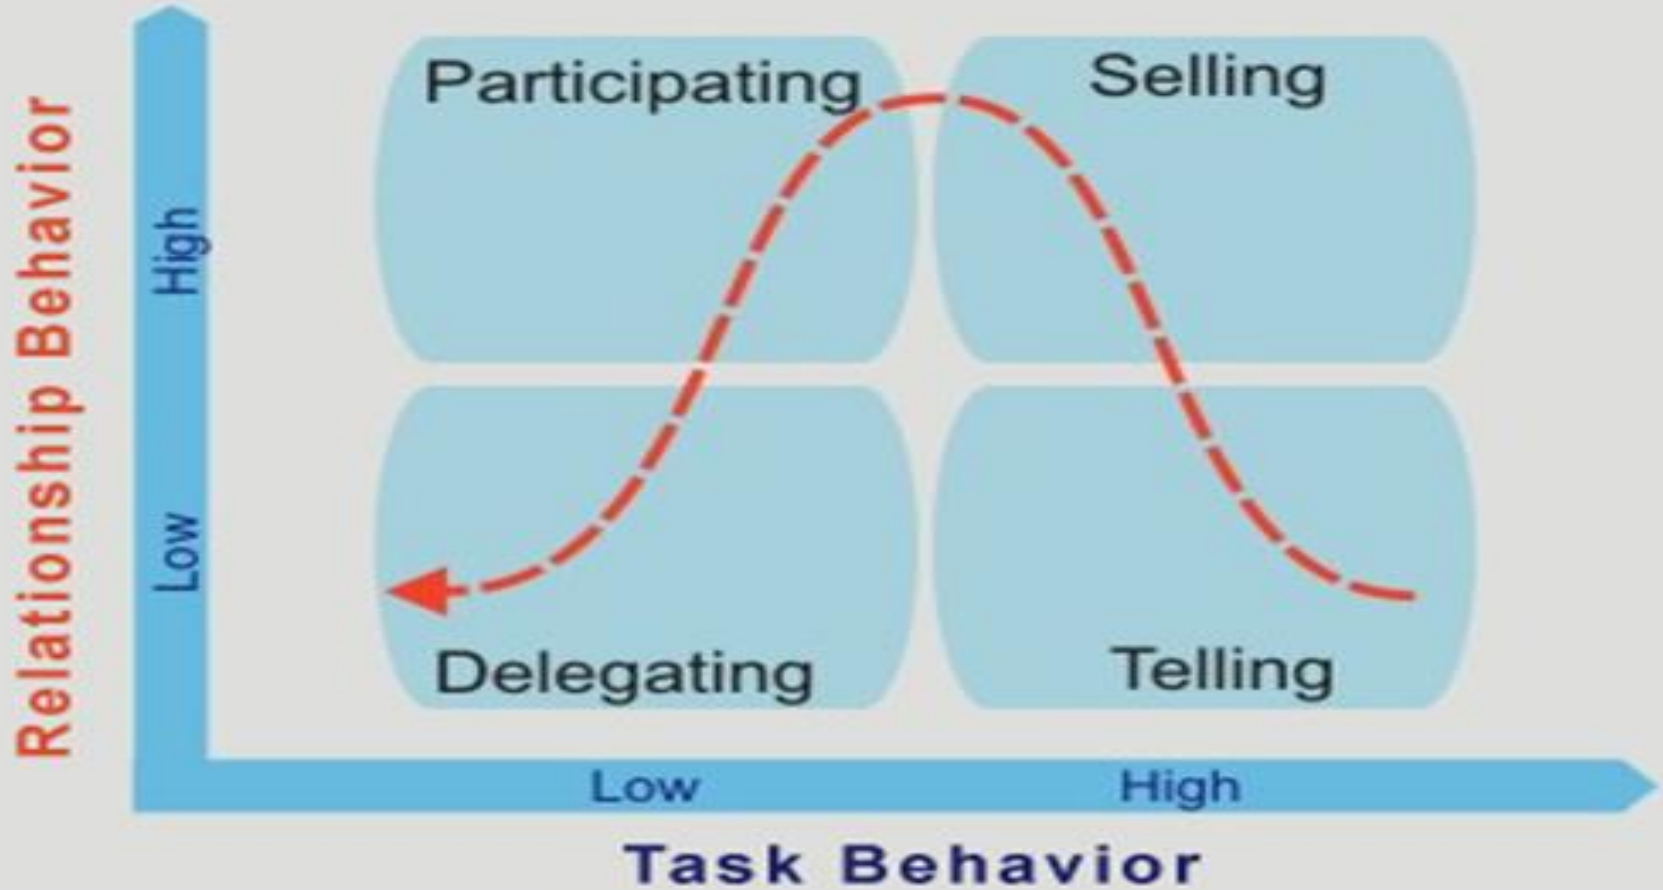 Relationship Behavior
High
Low
Participating
Selling
Delegating
Telling
Low
High
Task Behavior